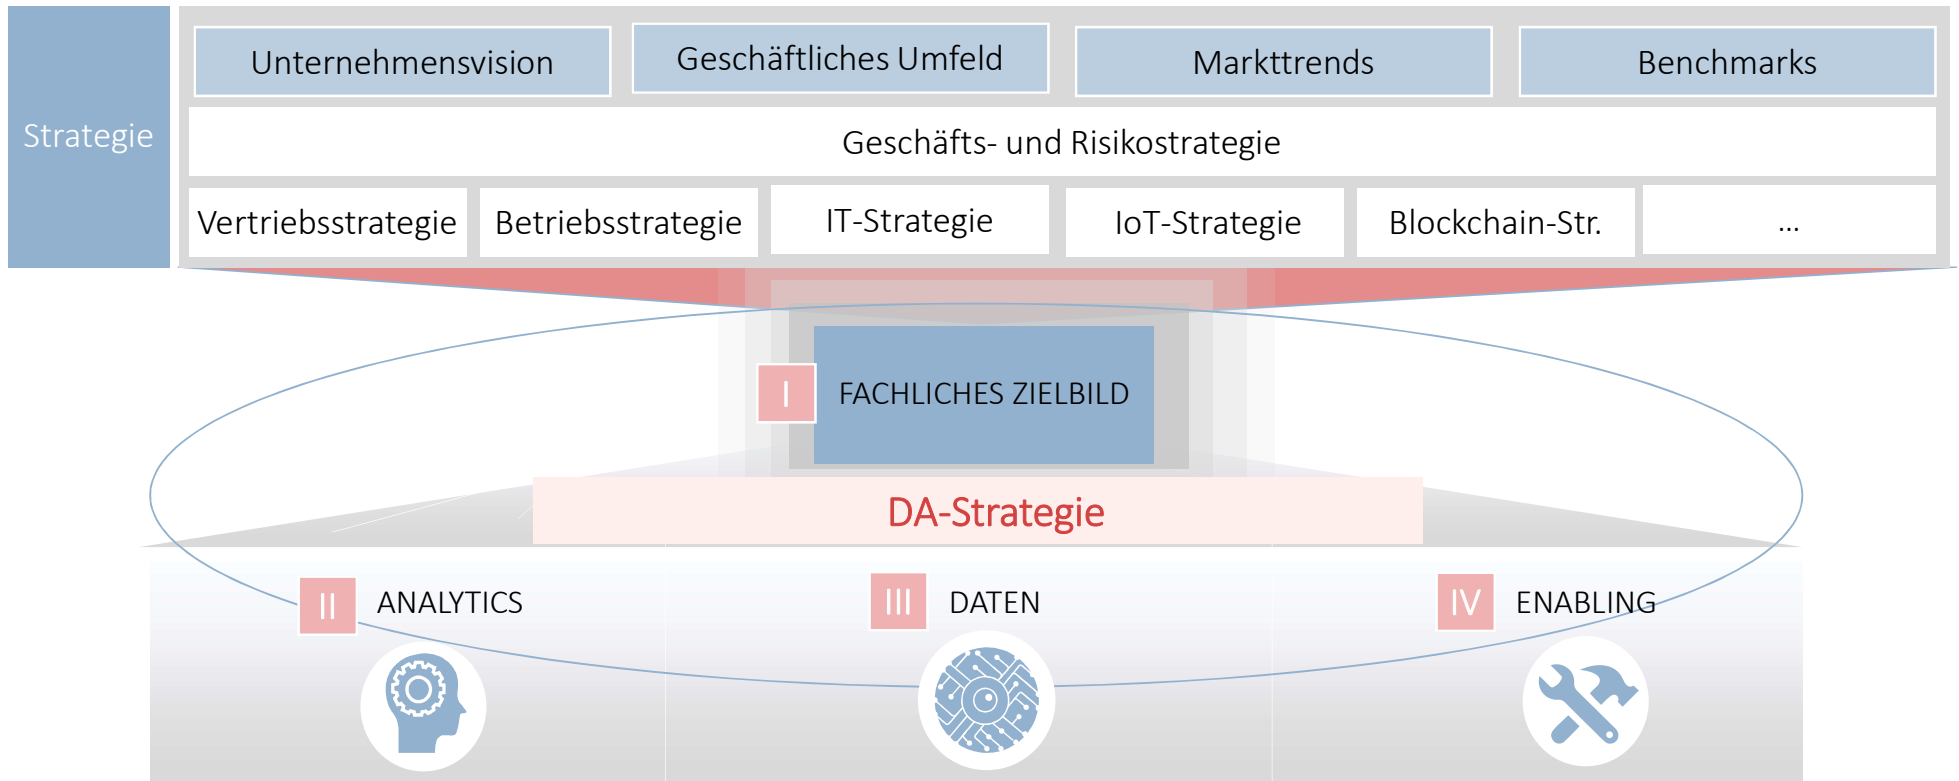 Strategie
Unternehmensvision
Geschäftliches Umfeld
Markttrends
Benchmarks
Geschäfts- und Risikostrategie
Vertriebsstrategie
Betriebsstrategie
IT-Strategie
IoT-Strategie
Blockchain-Str.
...
I
FACHLICHES ZIELBILD
DA-Strategie
II
ANALYTICS
III
DATEN
IV
ENABLING